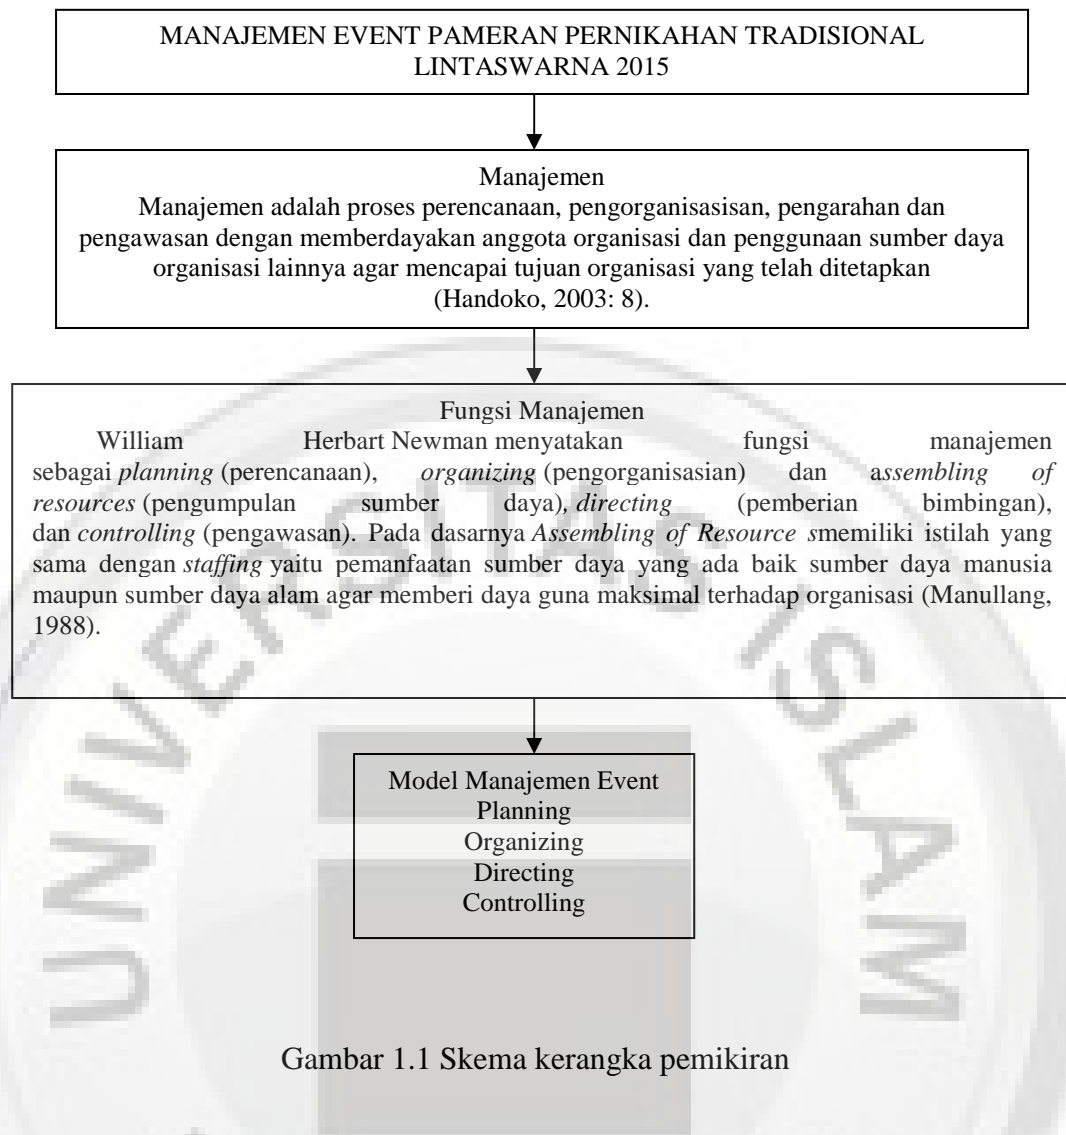 MANAJEMEN EVENT PAMERAN PERNIKAHAN TRADISIONAL
LINTASWARNA 2015
Manajemen
Manajemen adalah proses perencanaan, pengorganisasisan, pengarahan dan
pengawasan dengan memberdayakan anggota organisasi dan penggunaan sumber daya
organisasi lainnya agar mencapai tujuan organisasi yang telah ditetapkan
(Handoko, 2003: 8).
Fungsi Manajemen
William Herbart Newman menyatakan fungsi manajemen
sebagai planning (perencanaan), organizing (pengorganisasian) dan assembling of
resources (pengumpulan sumber daya), directing (pemberian bimbingan),
dan controlling (pengawasan). Pada dasarnya Assembling of Resource smemiliki istilah yang
sama dengan staffing yaitu pemanfaatan sumber daya yang ada baik sumber daya manusia
maupun sumber daya alam agar memberi daya guna maksimal terhadap organisasi (Manullang,
1988).
Model Manajemen Event
Planning
Organizing
Directing
Controlling
Gambar 1.1 Skema kerangka pemikiran
UNIVERSITAS ISLAM